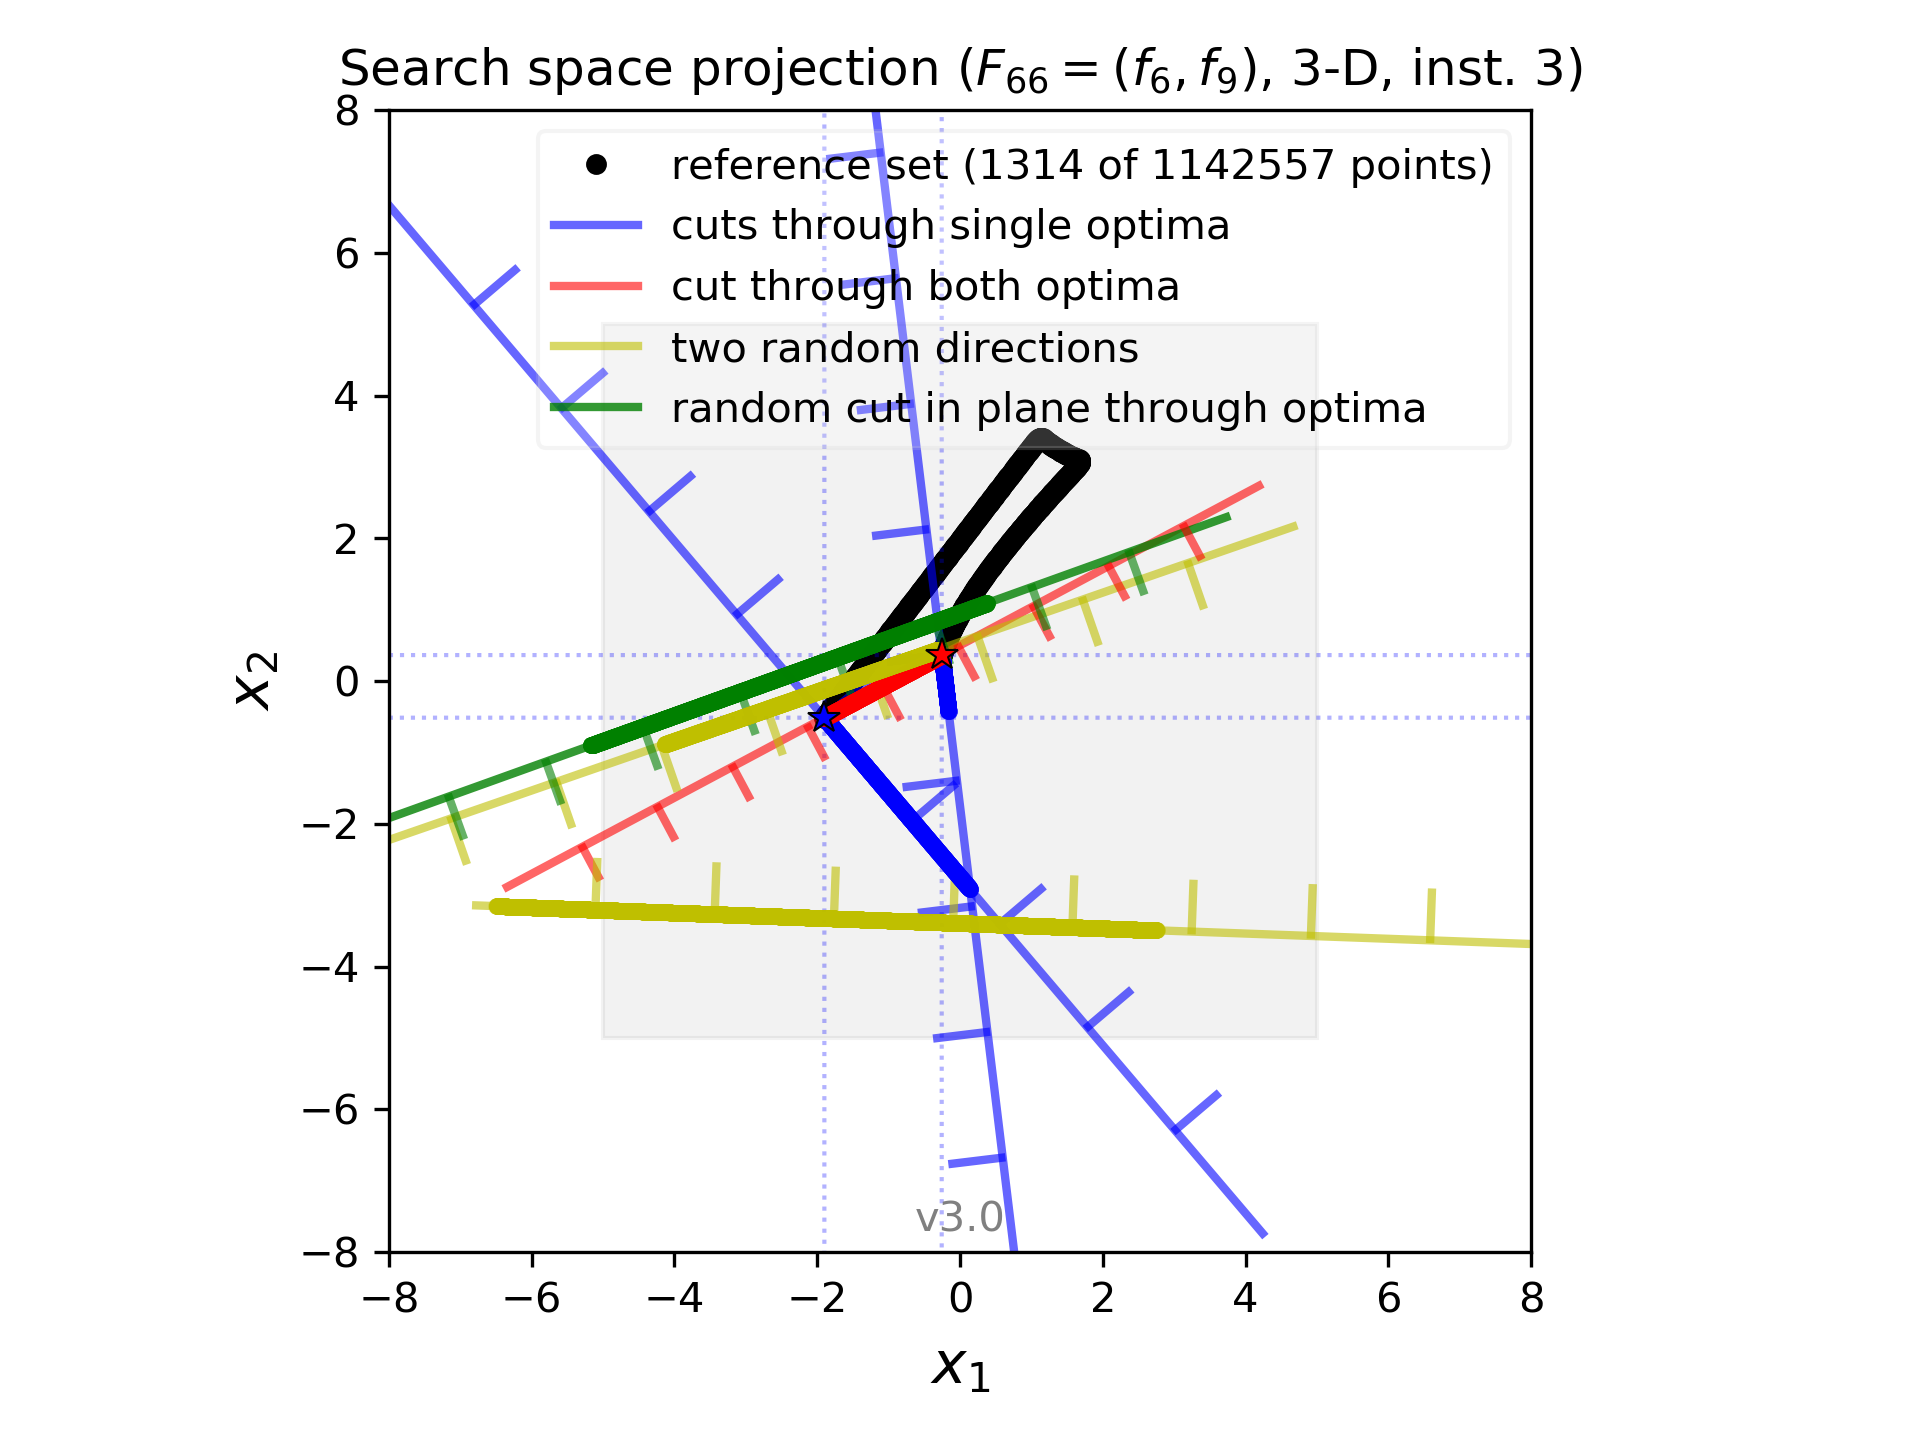 Search space projection (F₆₆ = (f₆, f₉), 3-D, inst. 3)
reference set (1314 of 1142557 points)
cuts through single optima
cut through both optima
two random directions
random cut in plane through optima
8
6
4
2
0
−2
−4
−6
−8
x₂
v3.0
−8 −6 −4 −2 0 2 4 6 8
x₁